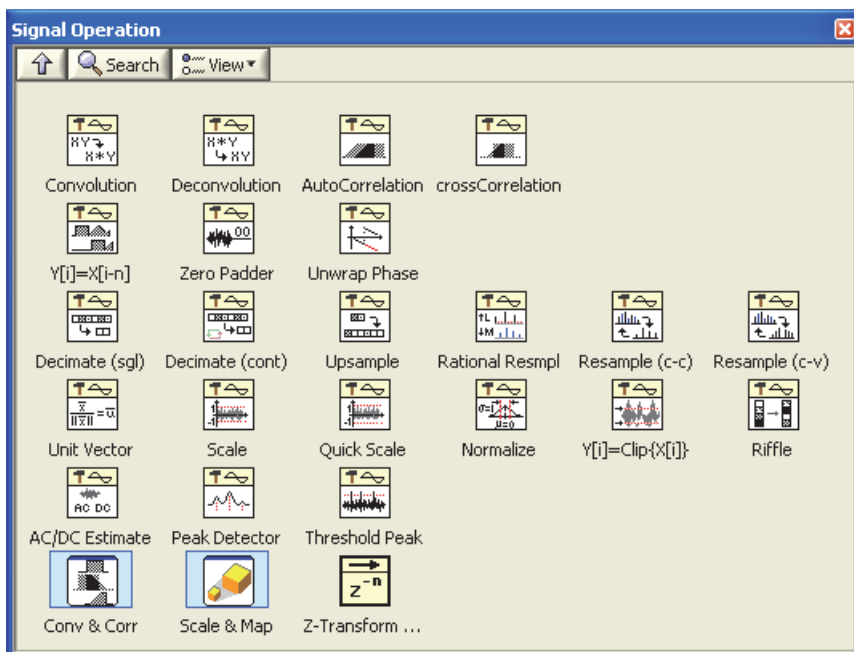 Signal Operation
Search View
Convolution Deconvolution AutoCorrelation crossCorrelation
Y[i]=X[i-n] Zero Padder Unwrap Phase
Decimate (sgl) Decimate (cont) Upsample Rational Resmpl Resample (c-c) Resample (c-v)
Unit Vector Scale Quick Scale Normalize Y[i]=Clip{X[i]} Riffle
AC DC
AC/DC Estimate Peak Detector Threshold Peak
z⁻ⁿ
Conv & Corr Scale & Map Z-Transform ...